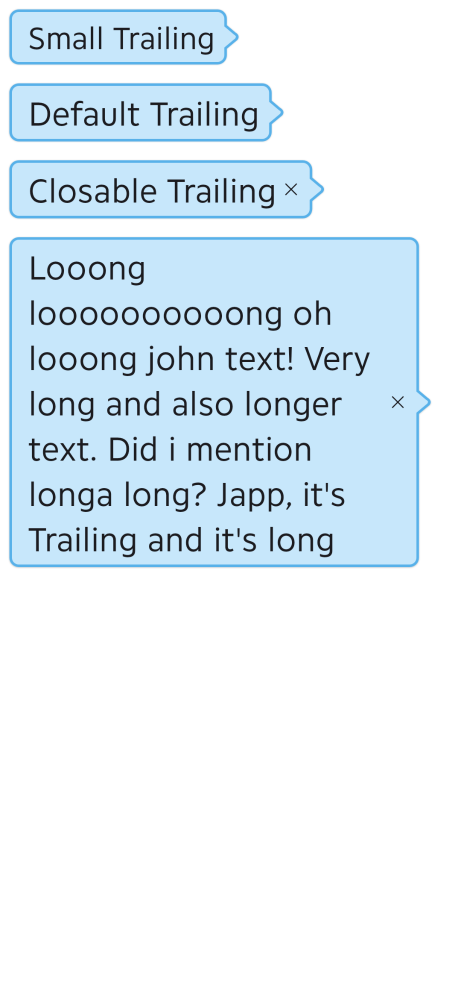 Small Trailing
Default Trailing
Closable Trailing ×
Looong
looooooooooong oh
looong john text! Very
long and also longer
text. Did i mention
longa long? Japp, it's
Trailing and it's long
×